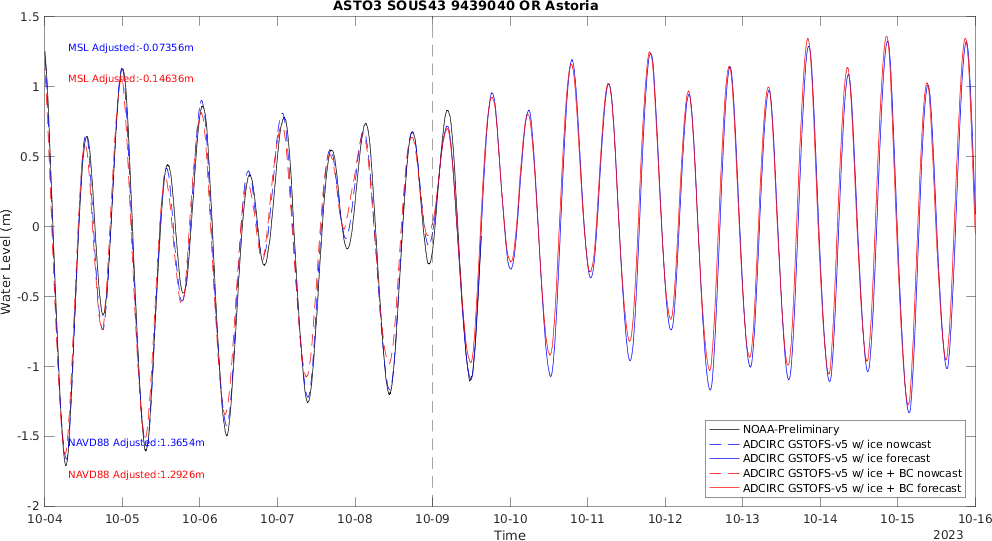 ASTO3 SOUS43 9439040 OR Astoria
1.5
1
0.5
0
-0.5
-1
-1.5
-2
Water Level (m)
MSL Adjusted:-0.07356m
MSL Adjusted:-0.14636m
NAVD88 Adjusted:1.3654m
NAVD88 Adjusted:1.2926m
NOAA-Preliminary
ADCIRC GSTOFS-v5 w/ ice nowcast
ADCIRC GSTOFS-v5 w/ ice forecast
ADCIRC GSTOFS-v5 w/ ice + BC nowcast
ADCIRC GSTOFS-v5 w/ ice + BC forecast
10-04 10-05 10-06 10-07 10-08 10-09 10-10 10-11 10-12 10-13 10-14 10-15 10-16
Time
2023